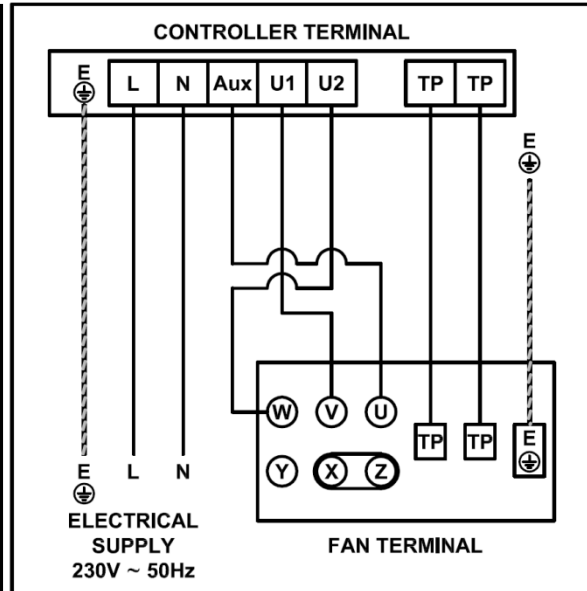 CONTROLLER TERMINAL
E L N Aux U1 U2 TP TP
E
W V U
TP TP E
Y X Z
E L N
ELECTRICAL
SUPPLY
230V ~ 50Hz
FAN TERMINAL